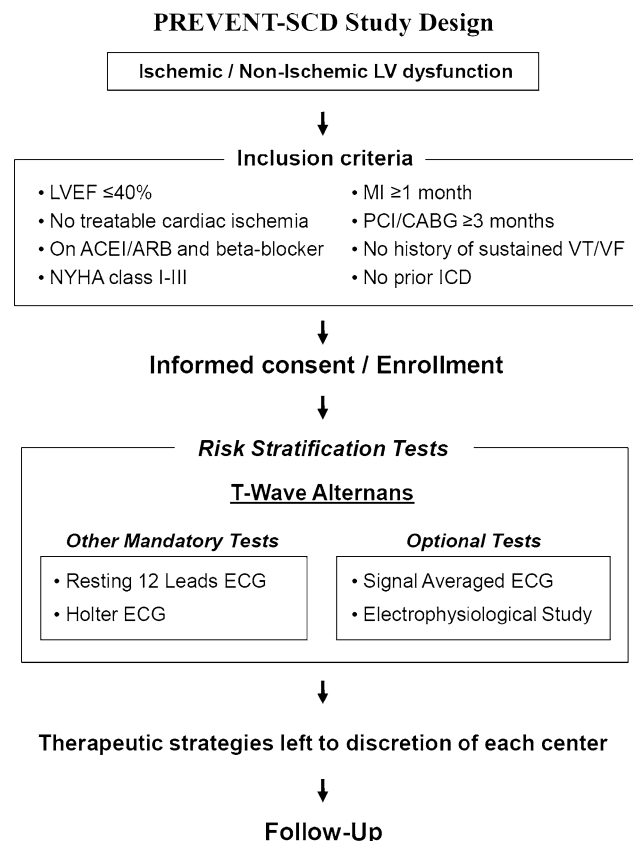 PREVENT-SCD Study Design
Ischemic / Non-Ischemic LV dysfunction
Inclusion criteria
• LVEF ≤40%
• No treatable cardiac ischemia
• On ACEI/ARB and beta-blocker
• NYHA class I-III
• MI ≥1 month
• PCI/CABG ≥3 months
• No history of sustained VT/VF
• No prior ICD
Informed consent / Enrollment
Risk Stratification Tests
T-Wave Alternans
Other Mandatory Tests
• Resting 12 Leads ECG
• Holter ECG
Optional Tests
• Signal Averaged ECG
• Electrophysiological Study
Therapeutic strategies left to discretion of each center
Follow-Up